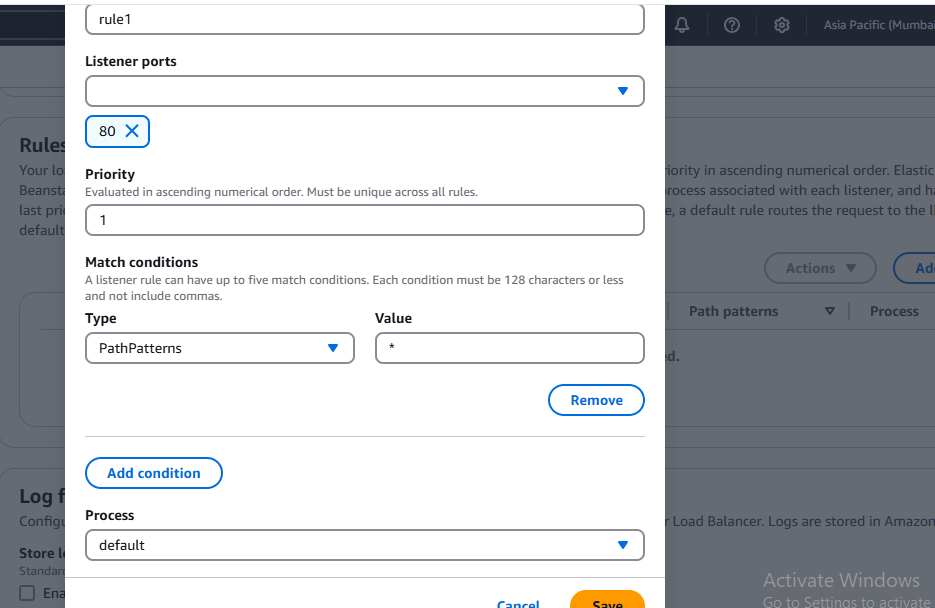 rule1
Asia Pacific (Mumba
Listener ports
80
Rules
Your lo
iority in ascending numerical order. Elastic
Beansta
rocess associated with each listener, and ha
last pri
e, a default rule routes the request to the li
default
Priority
Evaluated in ascending numerical order. Must be unique across all rules.
1
Match conditions
A listener rule can have up to five match conditions. Each condition must be 128 characters or less
and not include commas.
Actions
Ad
Type
Value
Path patterns
Process
PathPatterns
*
ed.
Remove
Add condition
Log f
Process
Configu
r Load Balancer. Logs are stored in Amazon
default
Store l
Standard
Ena
Activate Windows
Go to Settings to activate
Cancel
Save